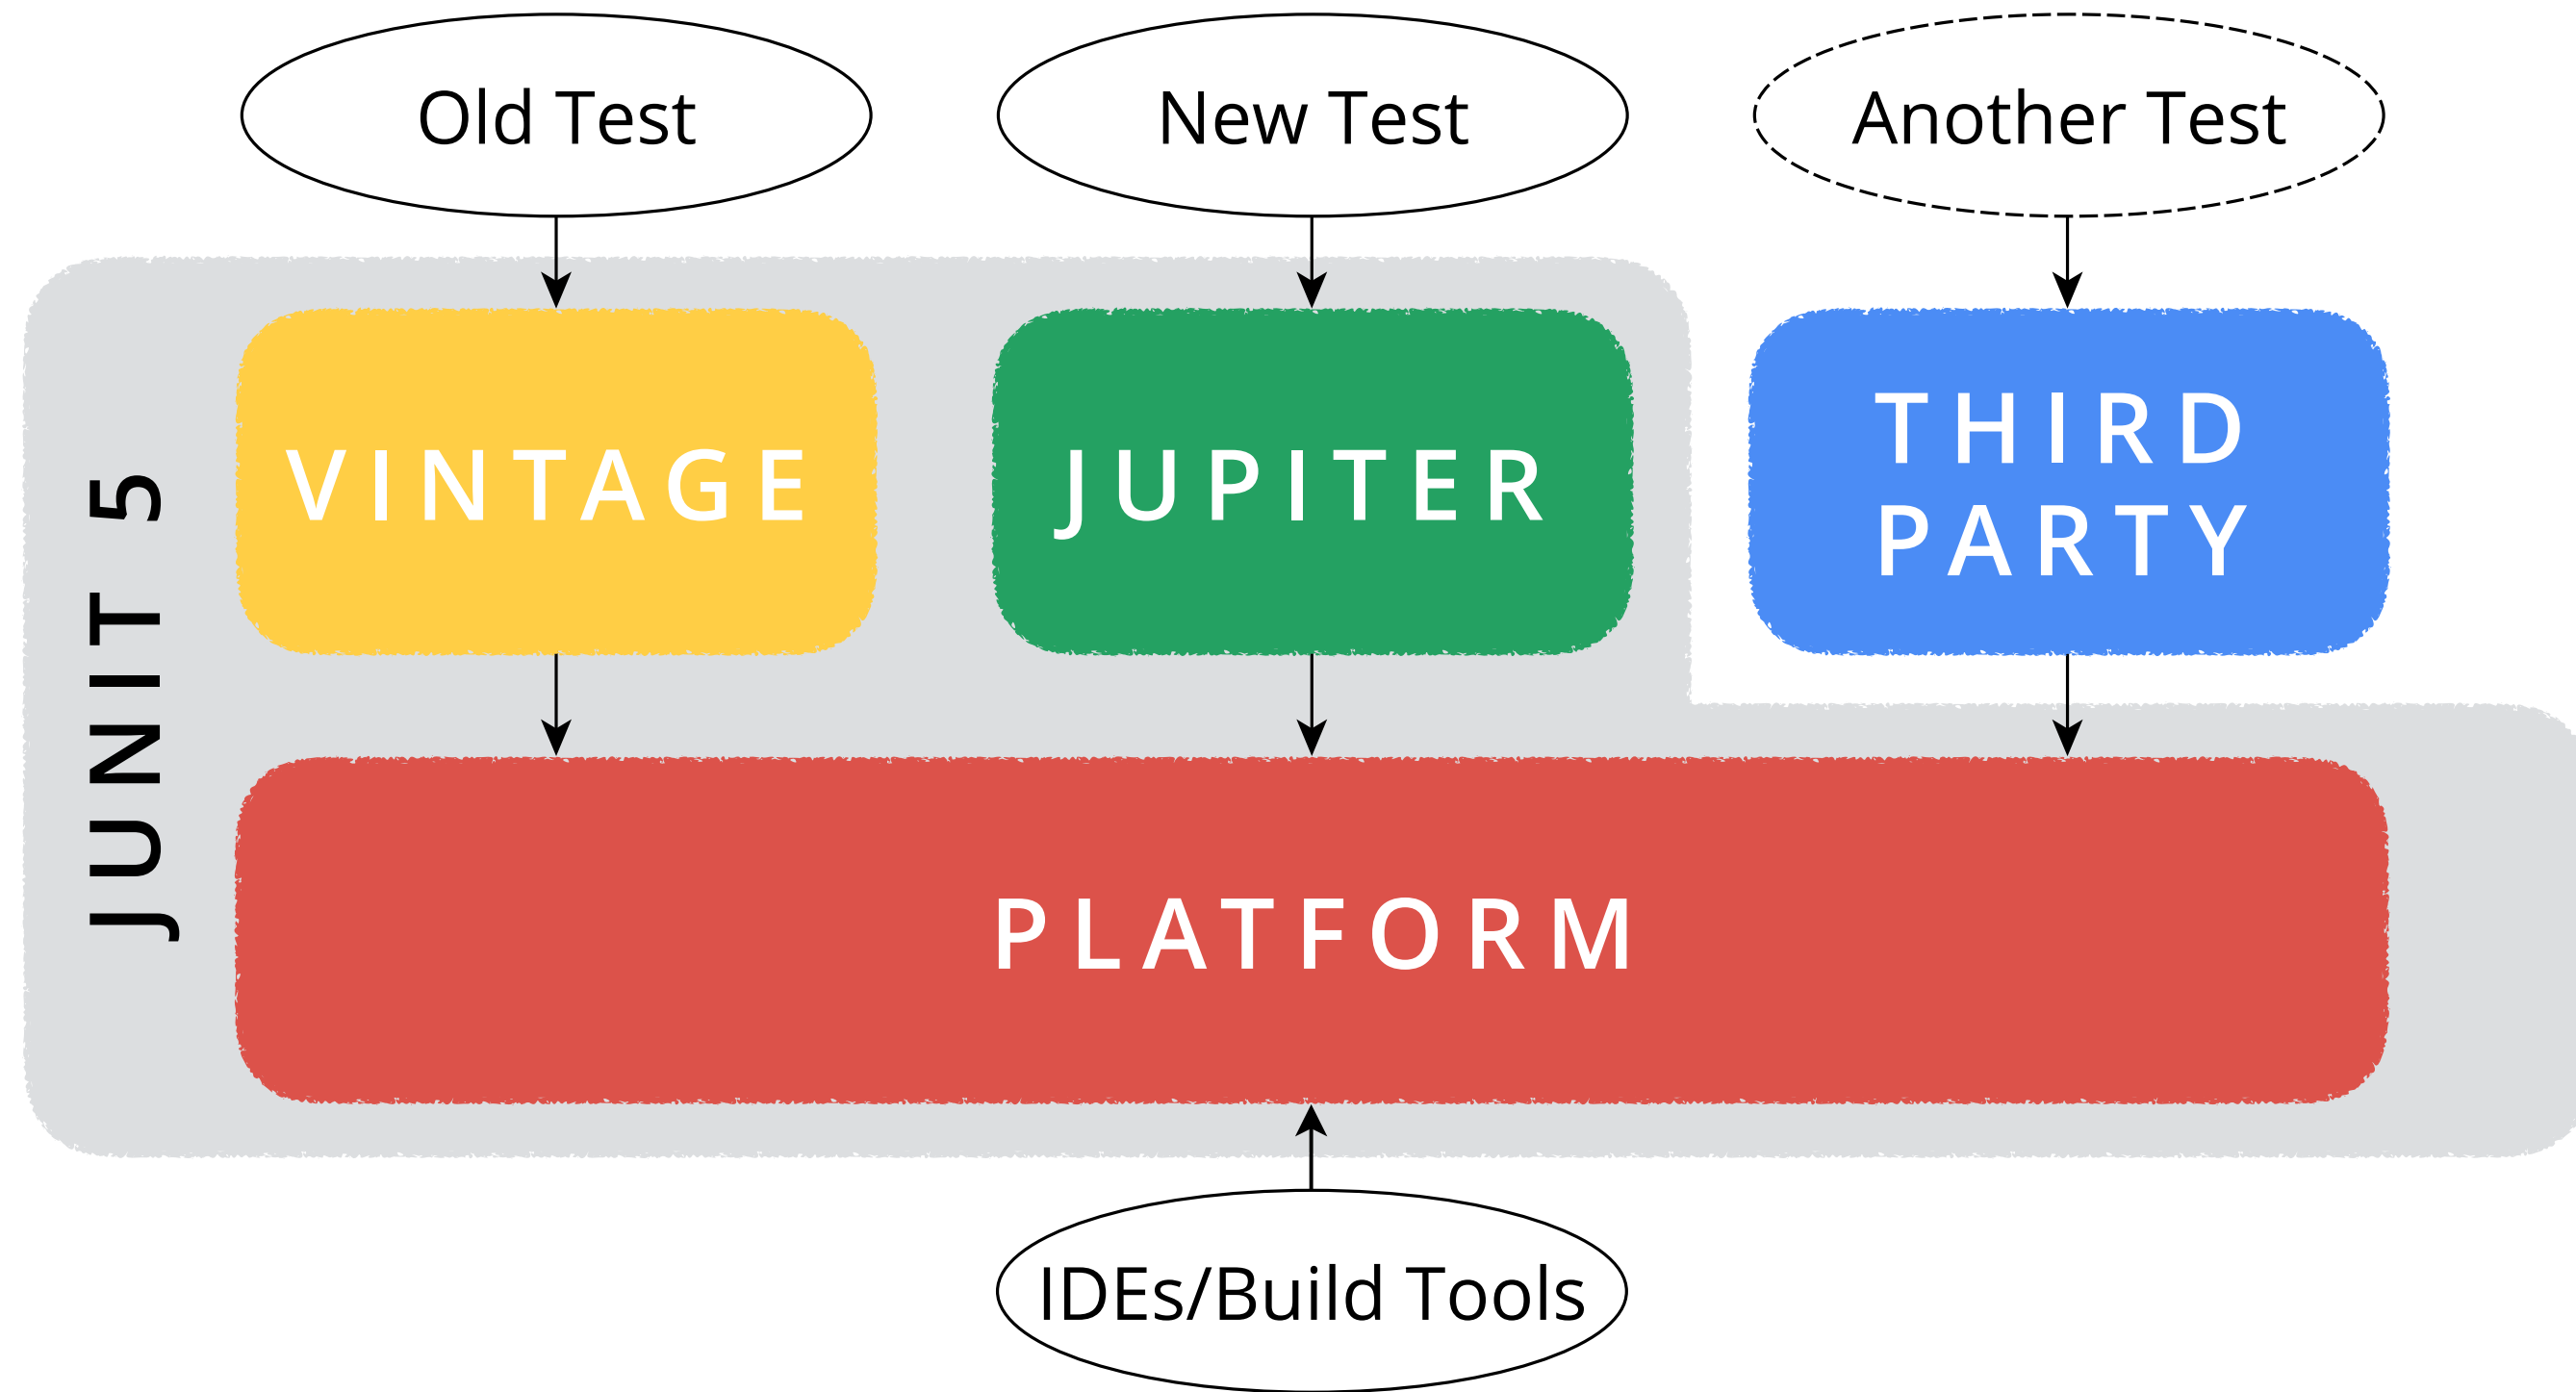 Old Test
New Test
Another Test
JUNIT 5
VINTAGE
JUPITER
THIRD
PARTY
PLATFORM
IDEs/Build Tools